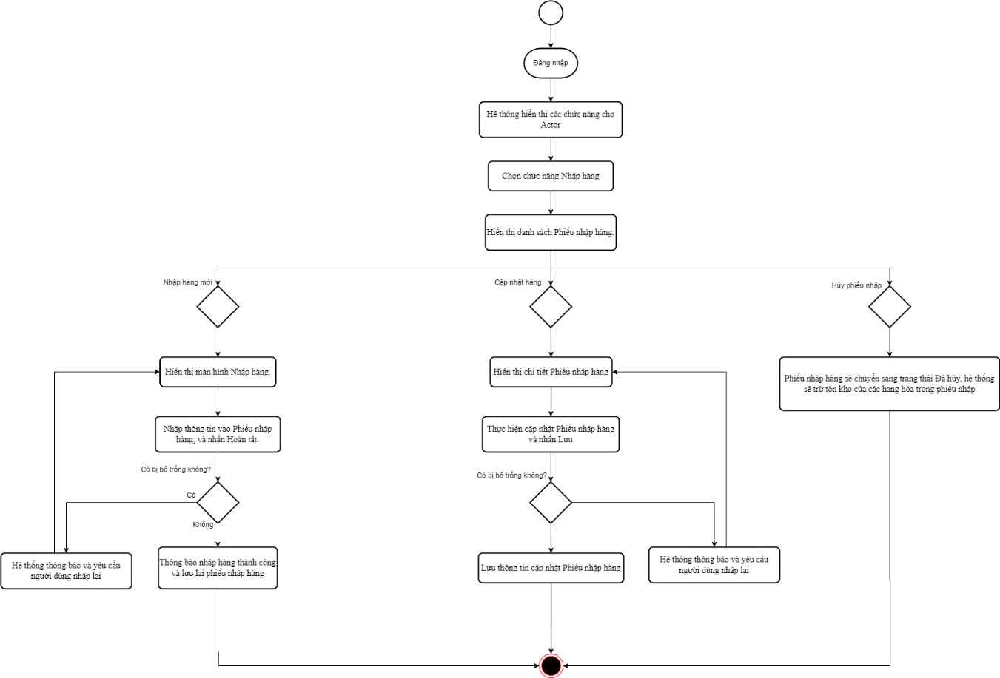 Đăng nhập
Hệ thống hiển thị các chức năng cho
Actor
Chọn chức năng Nhập hàng
Hiển thị danh sách Phiếu nhập hàng.
Nhập hàng mới
Cập nhật hàng
Hủy phiếu nhập
Hiển thị màn hình Nhập hàng.
Hiển thị chi tiết Phiếu nhập hàng
Phiếu nhập hàng sẽ chuyển sang trạng thái Đã hủy, hệ thống
sẽ trừ tồn kho của các hang hóa trong phiếu nhập
Nhập thông tin vào Phiếu nhập
hàng, và nhấn Hoàn tất.
Thực hiện cập nhật Phiếu nhập hàng
và nhấn Lưu
Có bị bỏ trống không?
Có bị bỏ trống không?
Có
Không
Hệ thống thông báo và yêu cầu
người dùng nhập lại
Thông báo nhập hàng thành công
và lưu lại phiếu nhập hàng
Lưu thông tin cập nhật Phiếu nhập hàng
Hệ thống thông báo và yêu cầu
người dùng nhập lại